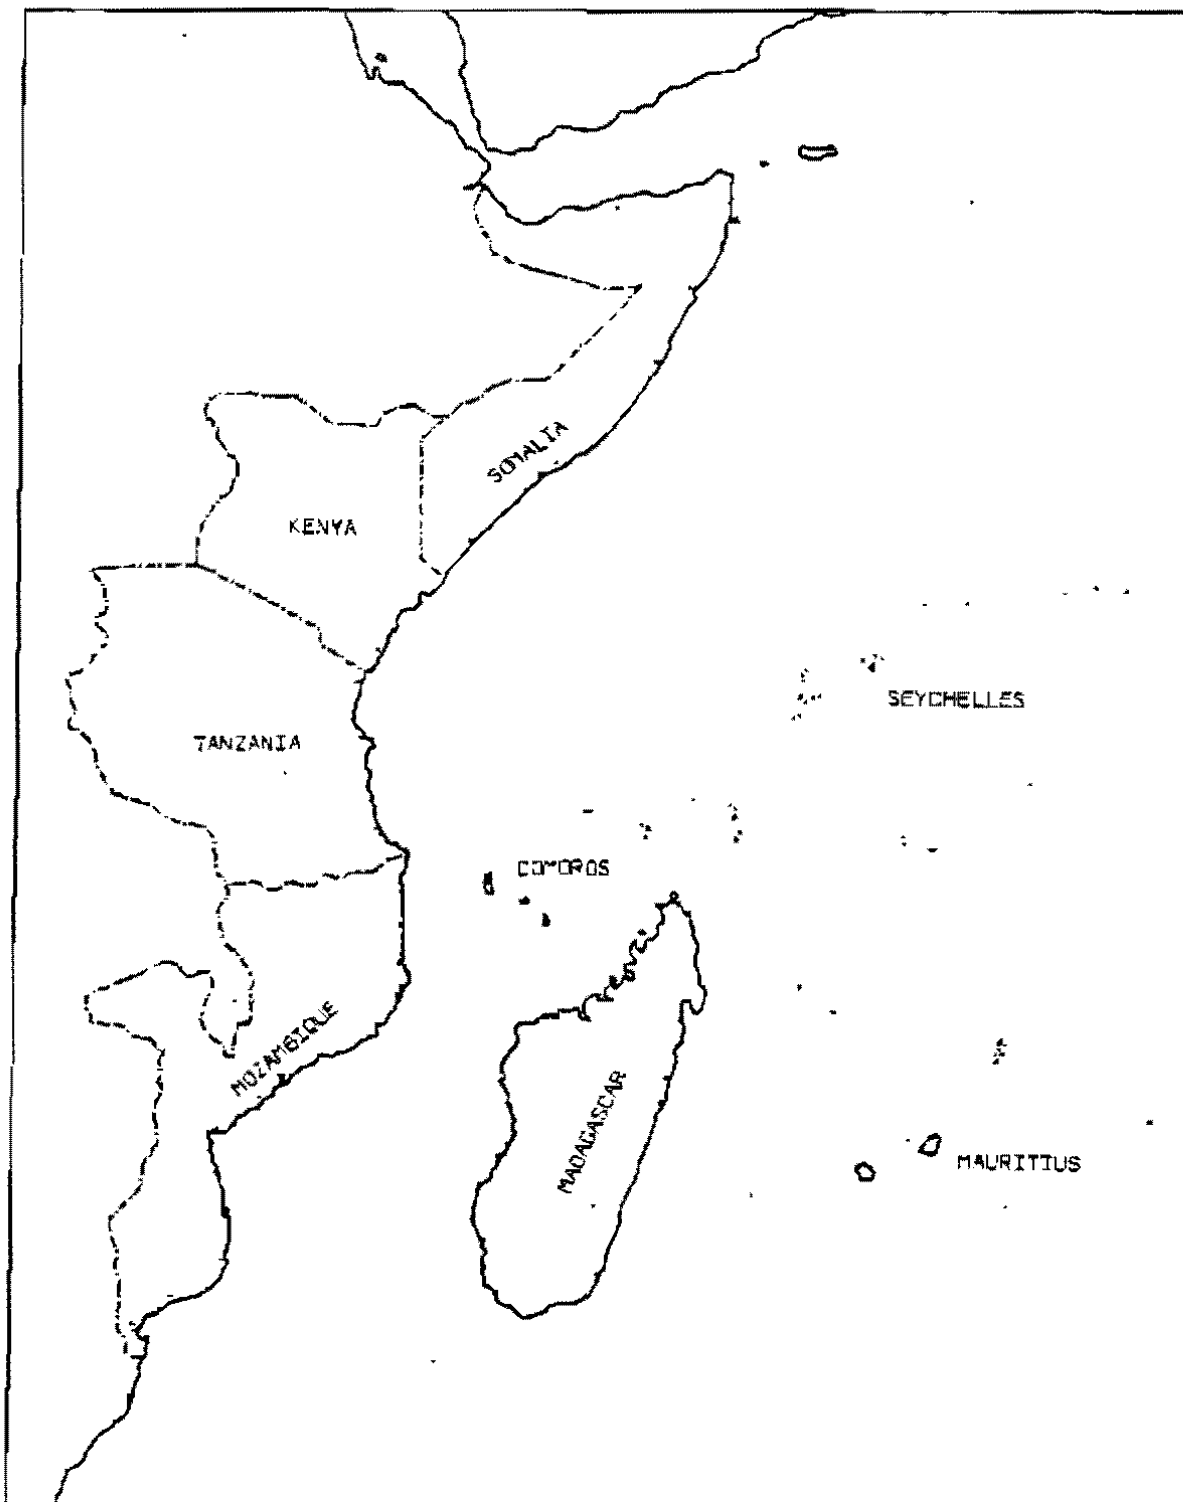 SOMALIA
KENYA
SEYCHELLES
TANZANIA
COMOROS
MOZAMBIQUE
MADAGASCAR
MAURITIUS